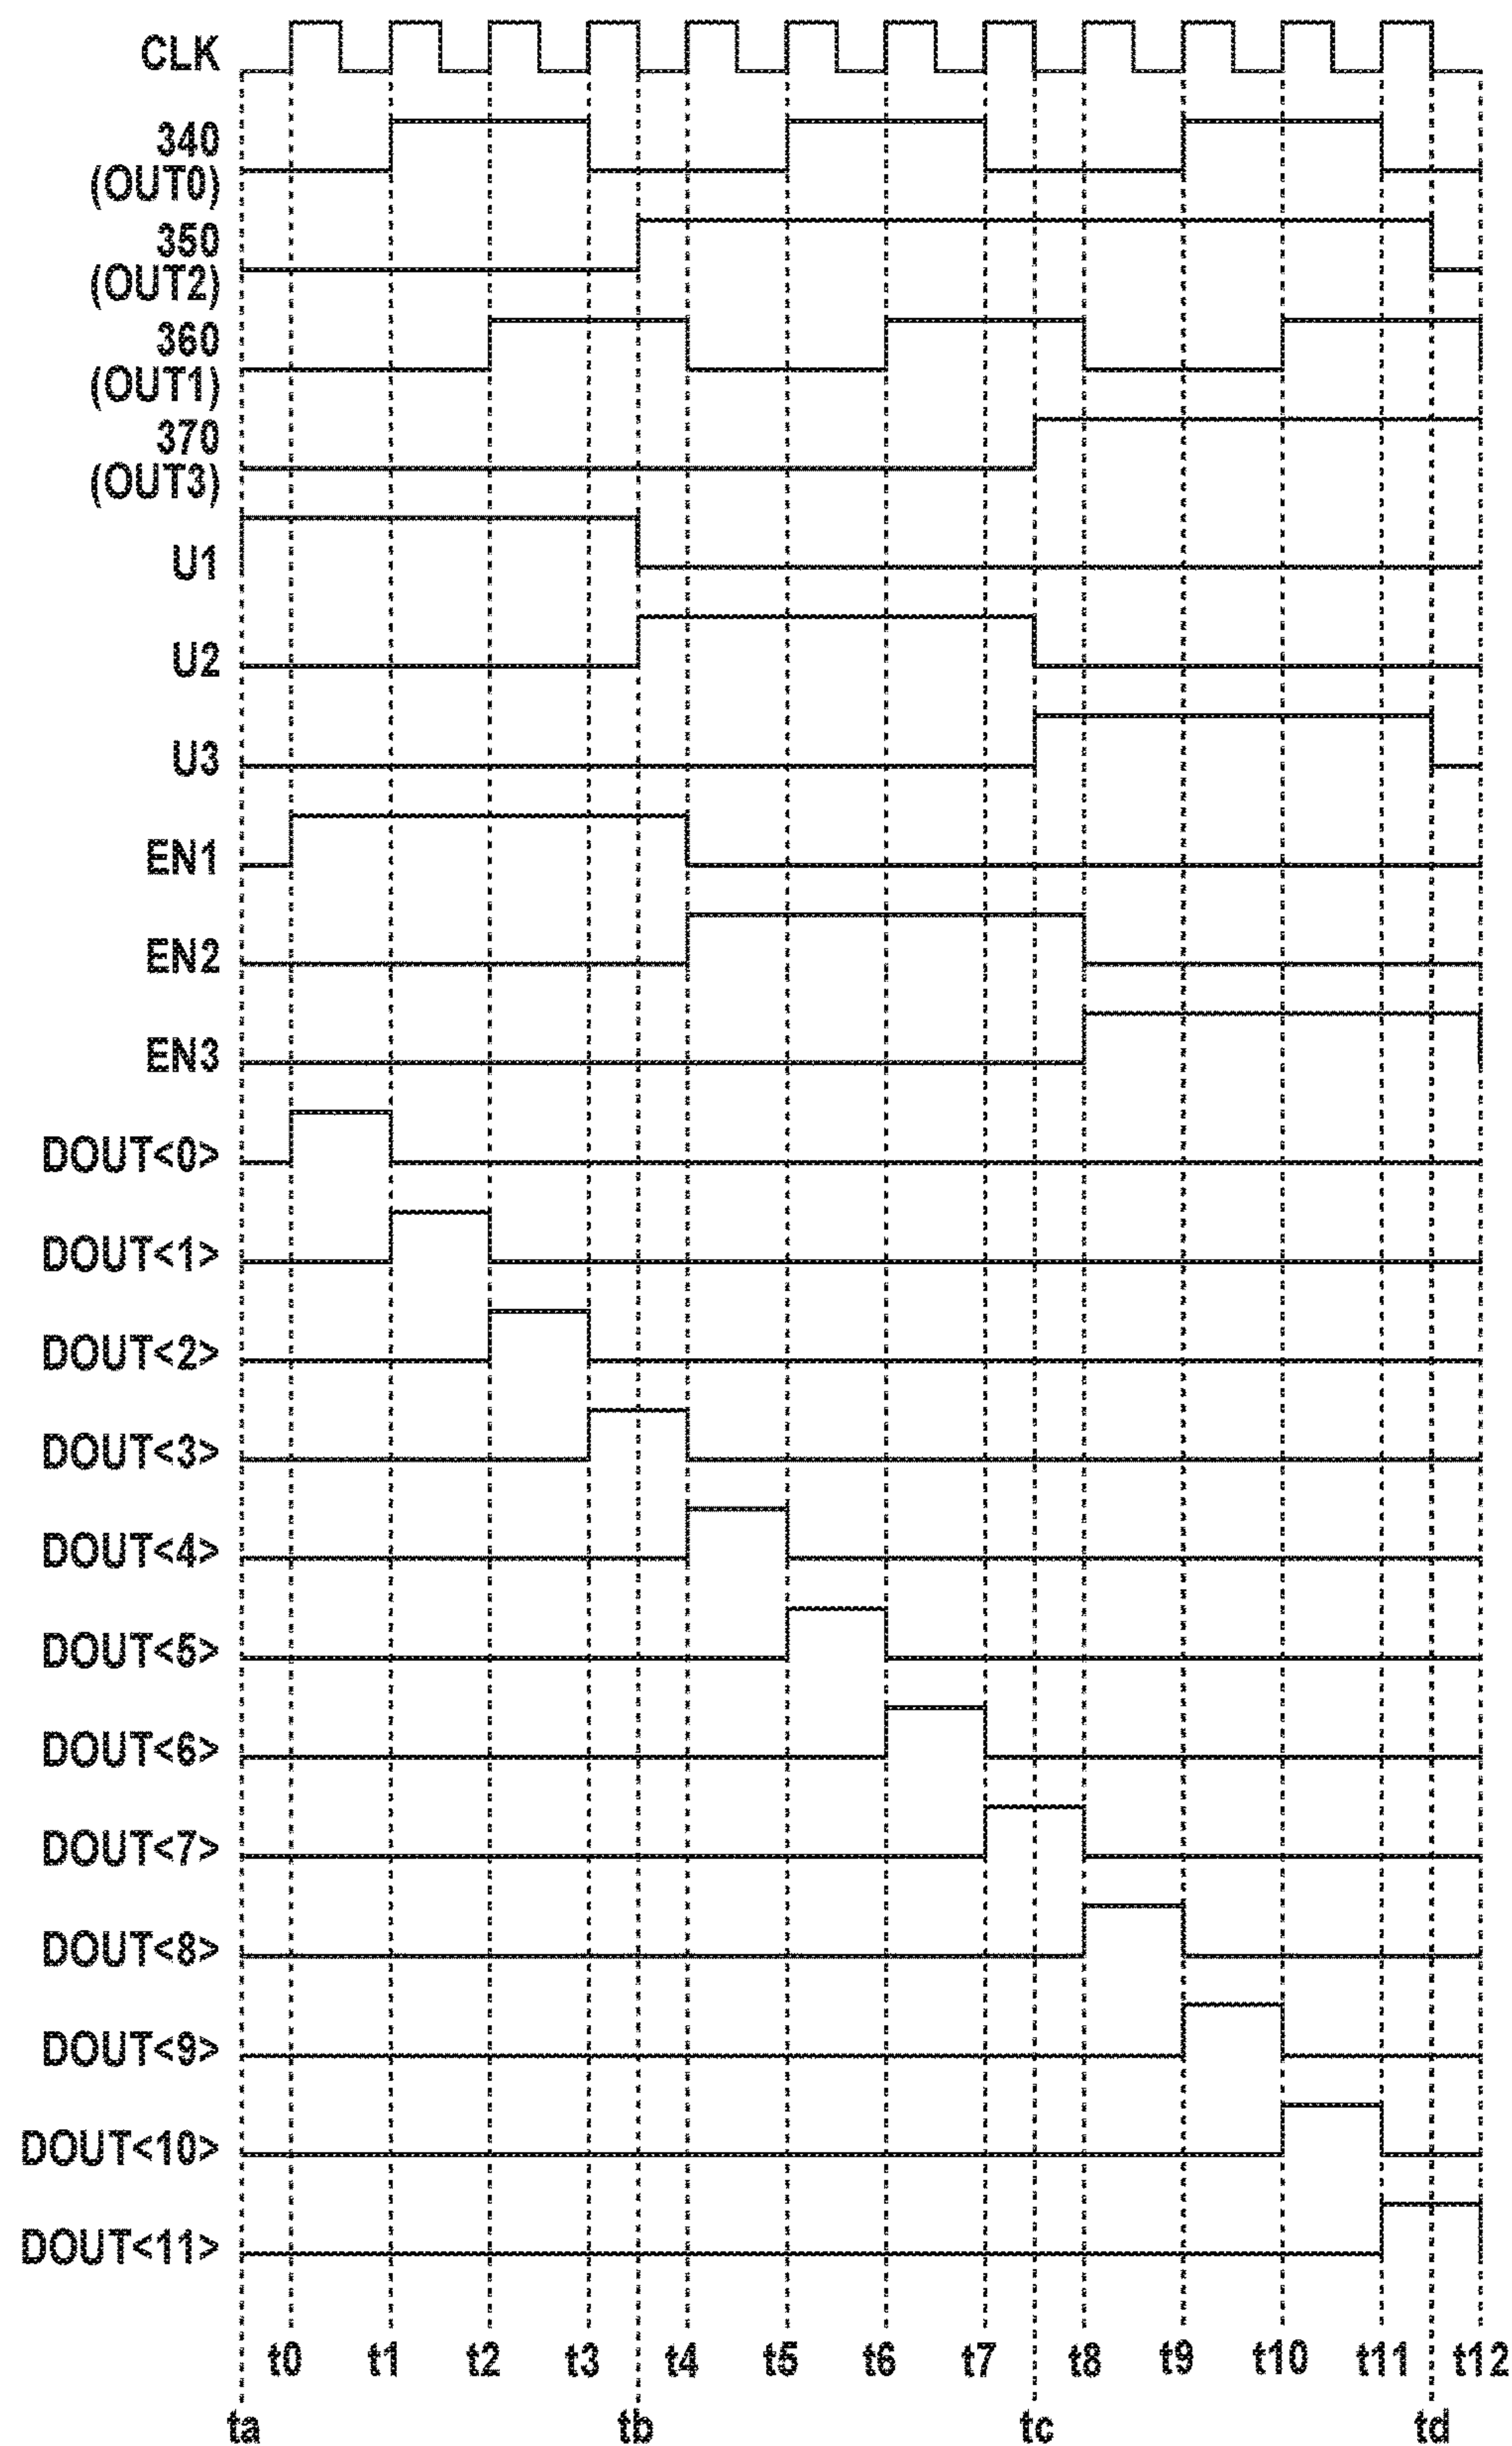 CLK
340
(OUT0)
350
(OUT2)
360
(OUT1)
370
(OUT3)
U1
U2
U3
EN1
EN2
EN3
DOUT<0>
DOUT<1>
DOUT<2>
DOUT<3>
DOUT<4>
DOUT<5>
DOUT<6>
DOUT<7>
DOUT<8>
DOUT<9>
DOUT<10>
DOUT<11>
t0 t1 t2 t3 t4 t5 t6 t7 t8 t9 t10 t11 t12
ta tb tc td